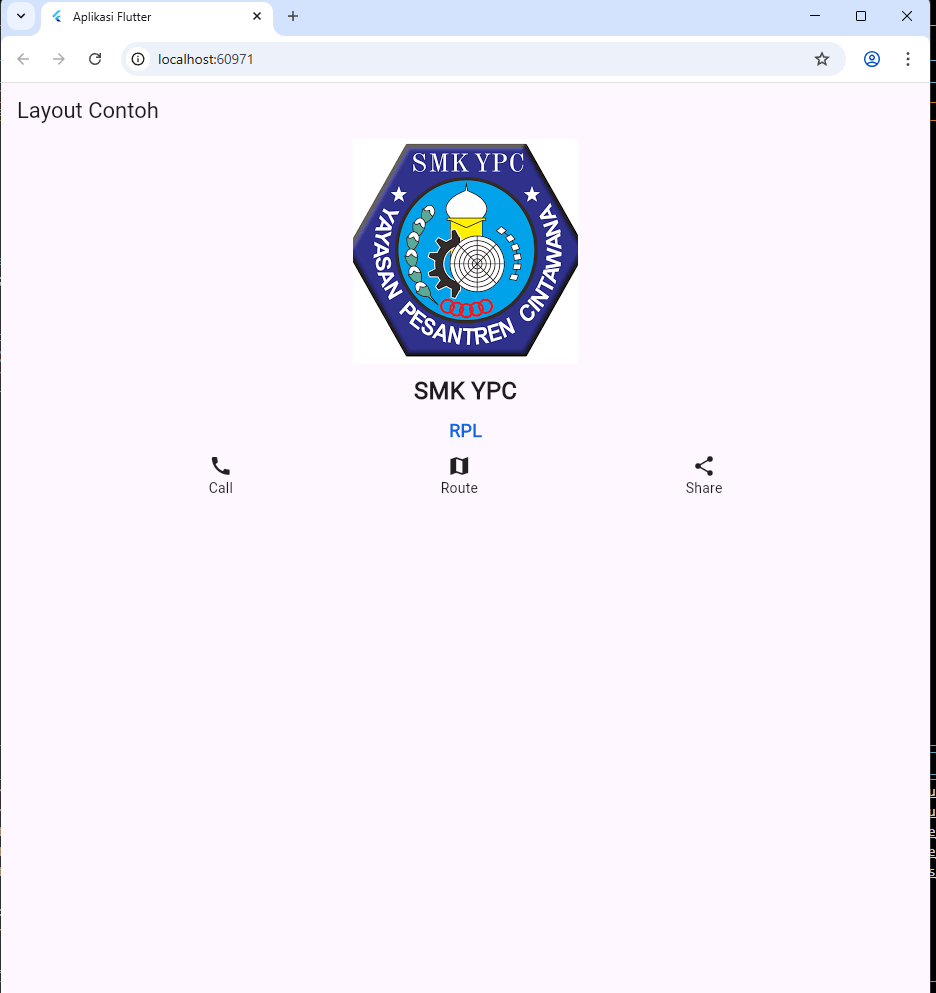 Aplikasi Flutter
localhost:60971
Layout Contoh
SMK YPC
YAYASAN PESANTREN CINTAWANA
SMK YPC
RPL
Call
Route
Share